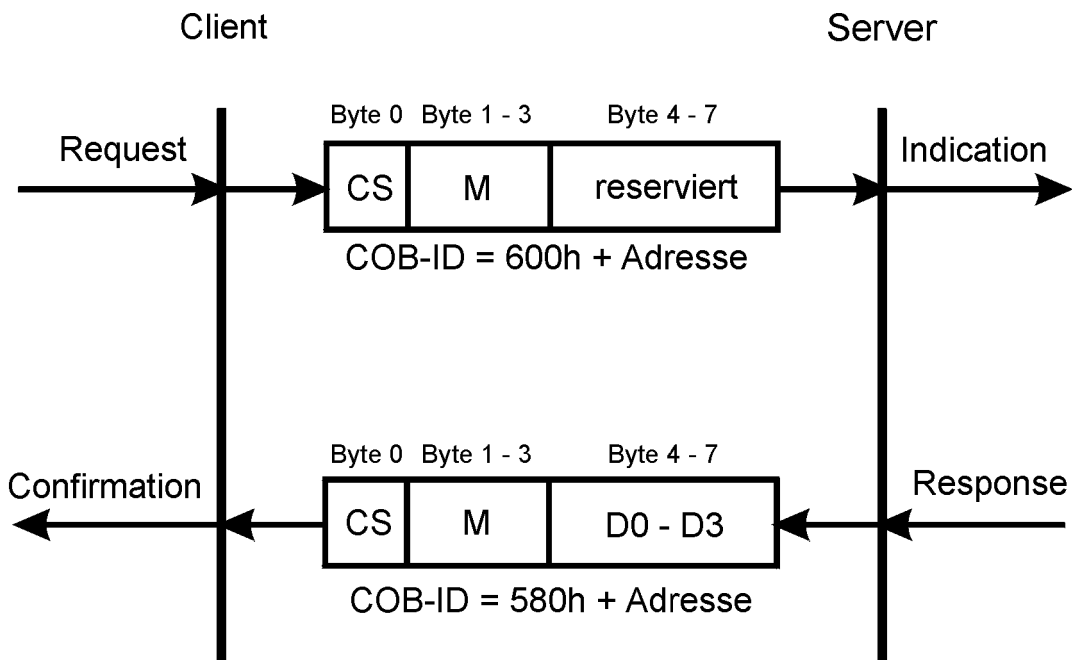 Client
Server
Byte 0
Byte 1 - 3
Byte 4 - 7
Request
CS
M
reserviert
Indication
COB-ID = 600h + Adresse
Byte 0
Byte 1 - 3
Byte 4 - 7
Confirmation
CS
M
D0 - D3
Response
COB-ID = 580h + Adresse